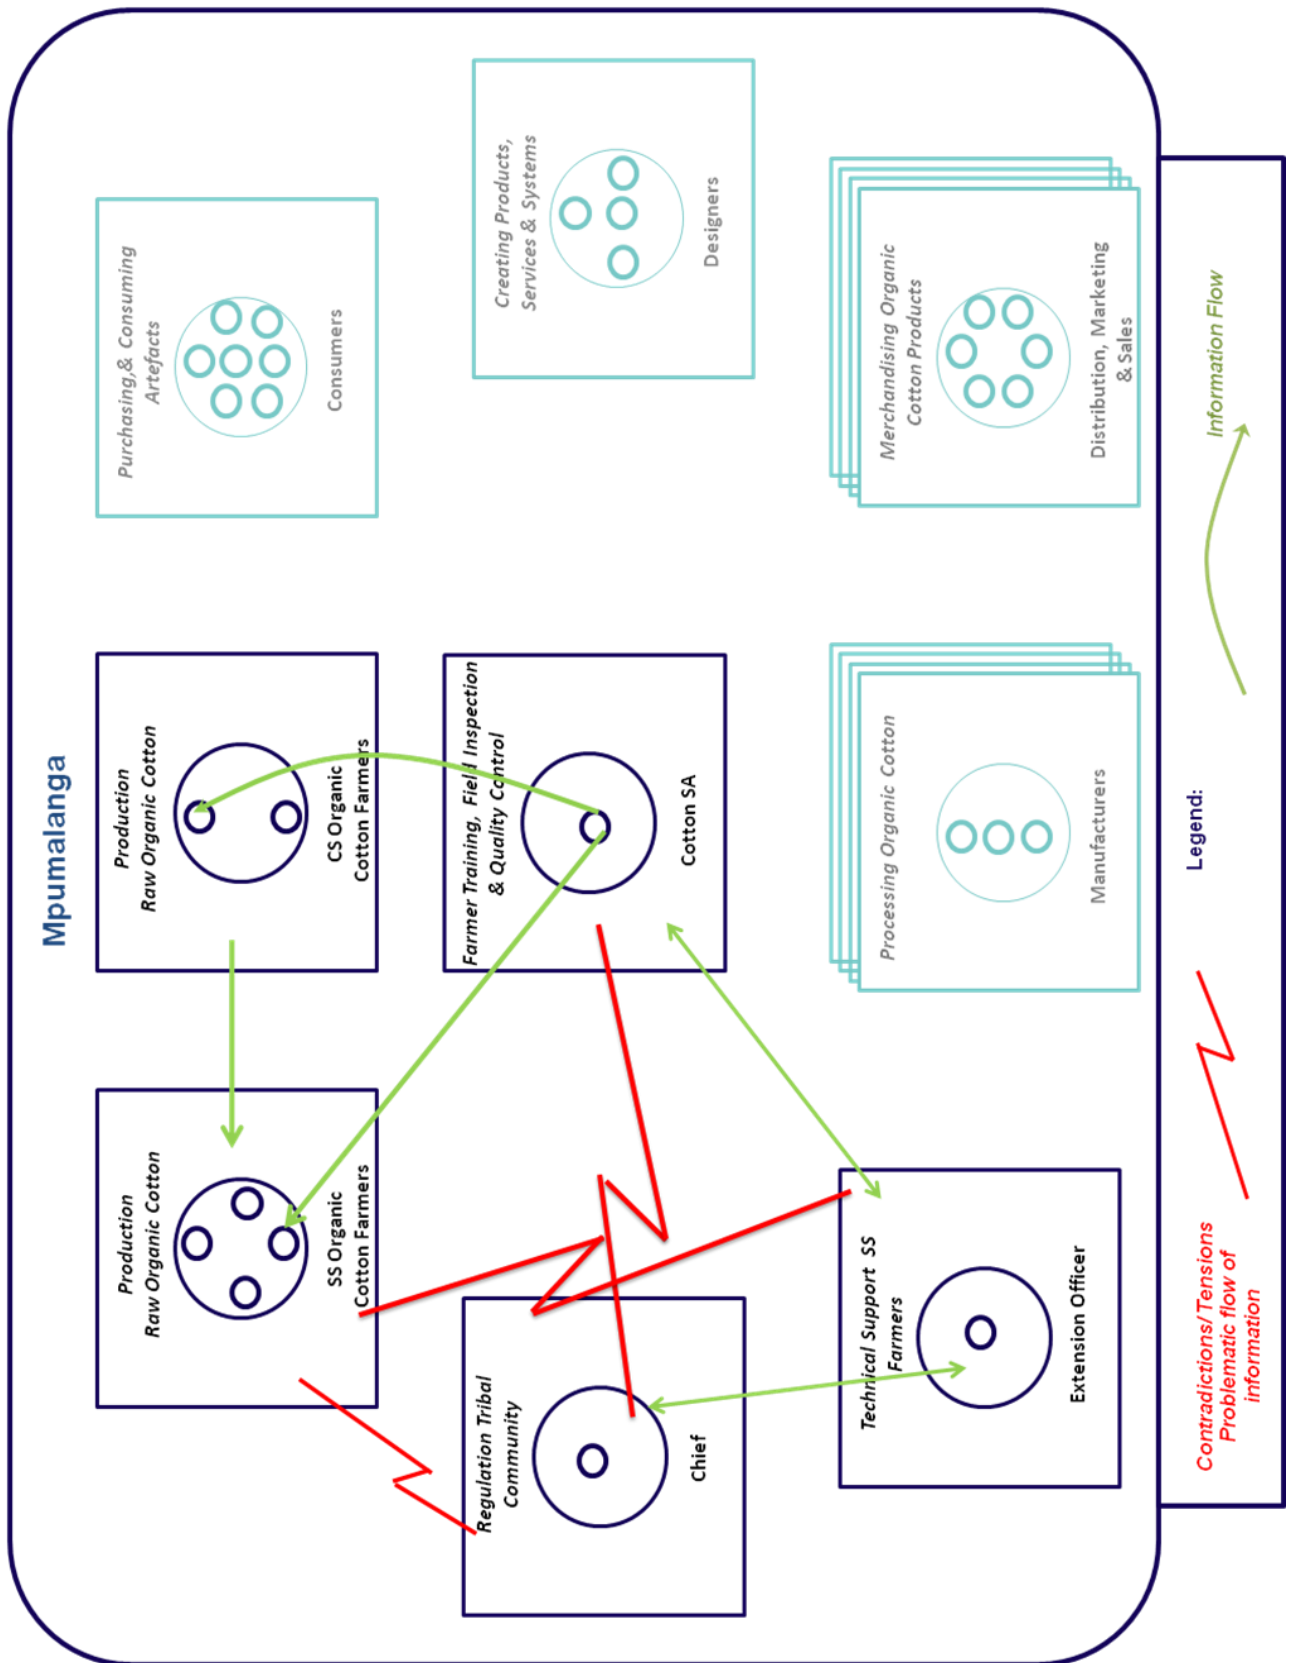 Mpumalanga
Production
Raw Organic Cotton
SS Organic
Cotton Farmers
Production
Raw Organic Cotton
CS Organic
Cotton Farmers
Purchasing,& Consuming
Artefacts
Consumers
Regulation Tribal
Community
Chief
Farmer Training, Field Inspection
& Quality Control
Cotton SA
Creating Products,
Services & Systems
Designers
Technical Support SS
Farmers
Extension Officer
Processing Organic Cotton
Manufacturers
Merchandising Organic
Cotton Products
Distribution, Marketing
& Sales
Legend:
Contradictions/Tensions
Problematic flow of
information
Information Flow